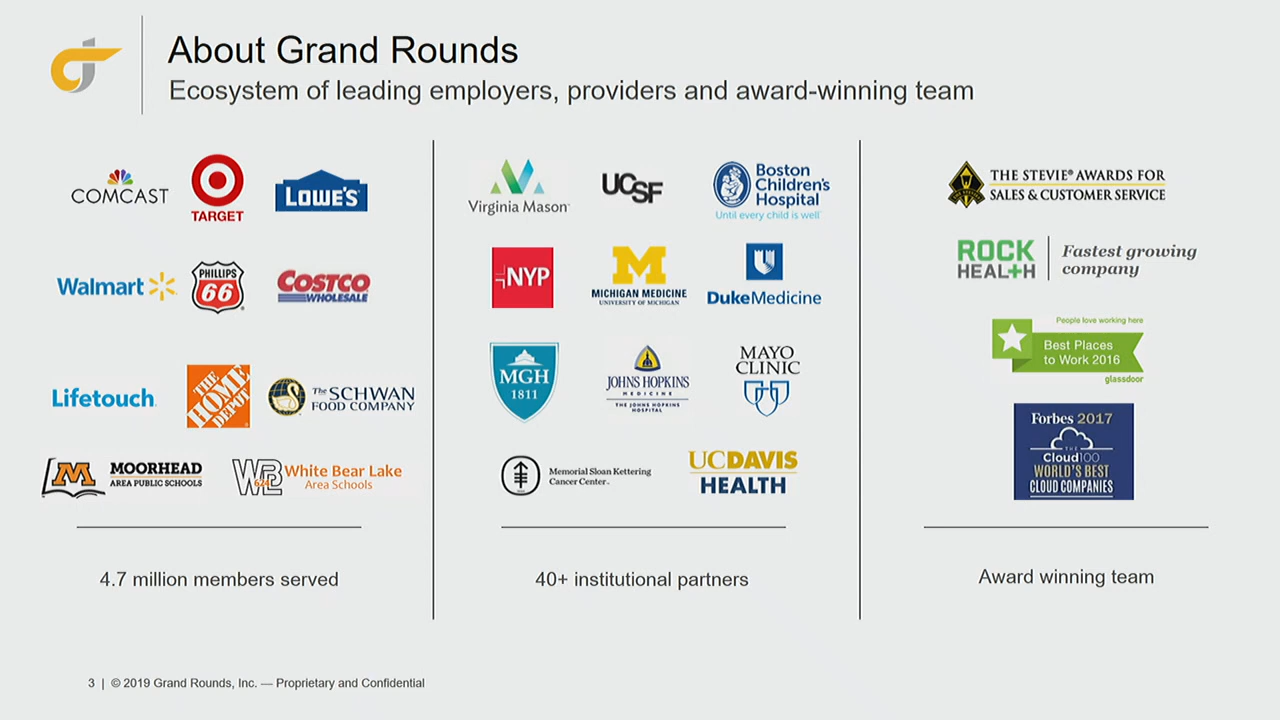 About Grand Rounds
Ecosystem of leading employers, providers and award-winning team
COMCAST
TARGET
LOWE'S
Walmart
PHILLIPS
66
COSTCO
WHOLESALE
Lifetouch.
THE
HOME
DEPOT
The SCHWAN
FOOD COMPANY
M
MOORHEAD
AREA PUBLIC SCHOOLS
WBL
624
White Bear Lake
Area Schools
4.7 million members served
Virginia Mason
UCSF
Boston
Children's
Hospital
Until every child is well
NYP
M
MICHIGAN MEDICINE
UNIVERSITY OF MICHIGAN
DukeMedicine
MGH
1811
JOHNS HOPKINS
MEDICINE
THE JOHNS HOPKINS
HOSPITAL
MAYO
CLINIC
Memorial Sloan Kettering
Cancer Center
UCDAVIS
HEALTH
40+ institutional partners
THE STEVIE® AWARDS FOR
SALES & CUSTOMER SERVICE
ROCK
HEALTH
Fastest growing
company
People love working here
Best Places
to Work 2016
glassdoor
Forbes 2017
THE
Cloud100
WORLD'S BEST
CLOUD COMPANIES
Award winning team
3 | © 2019 Grand Rounds, Inc. — Proprietary and Confidential